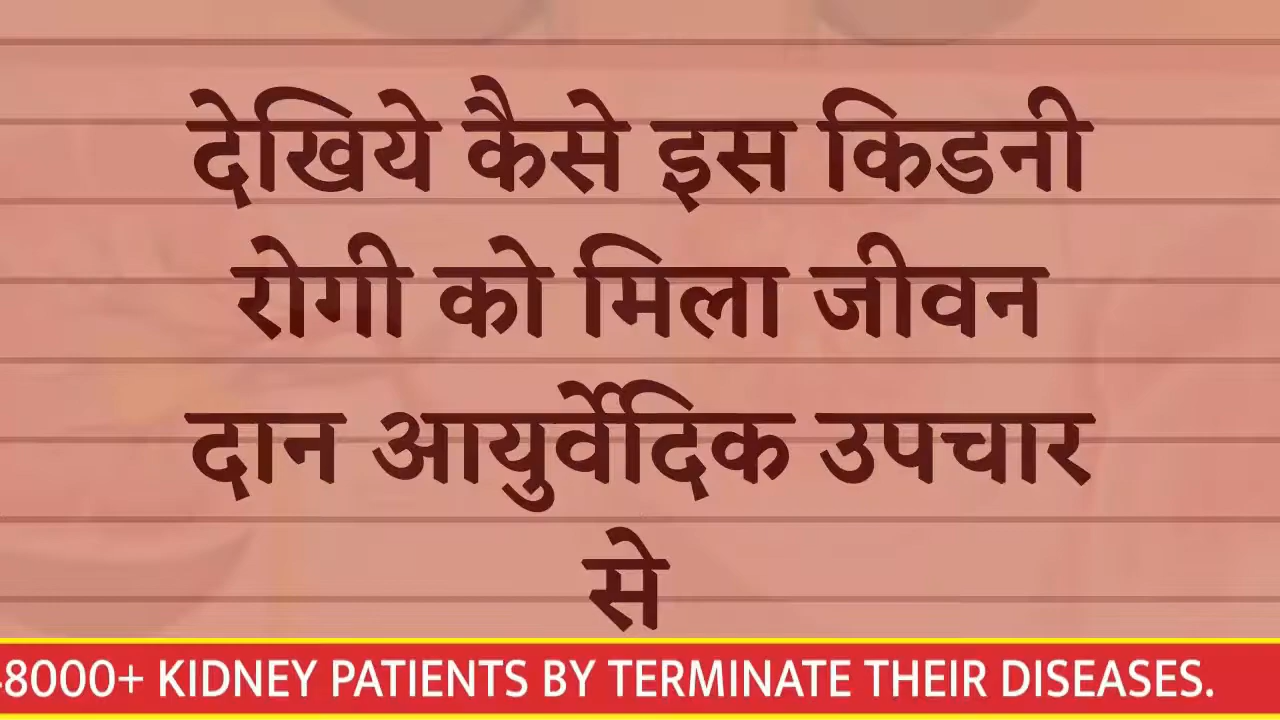 देखिये कैसे इस किडनी
रोगी को मिला जीवन
दान आयुर्वेदिक उपचार
से
8000+ KIDNEY PATIENTS BY TERMINATE THEIR DISEASES.